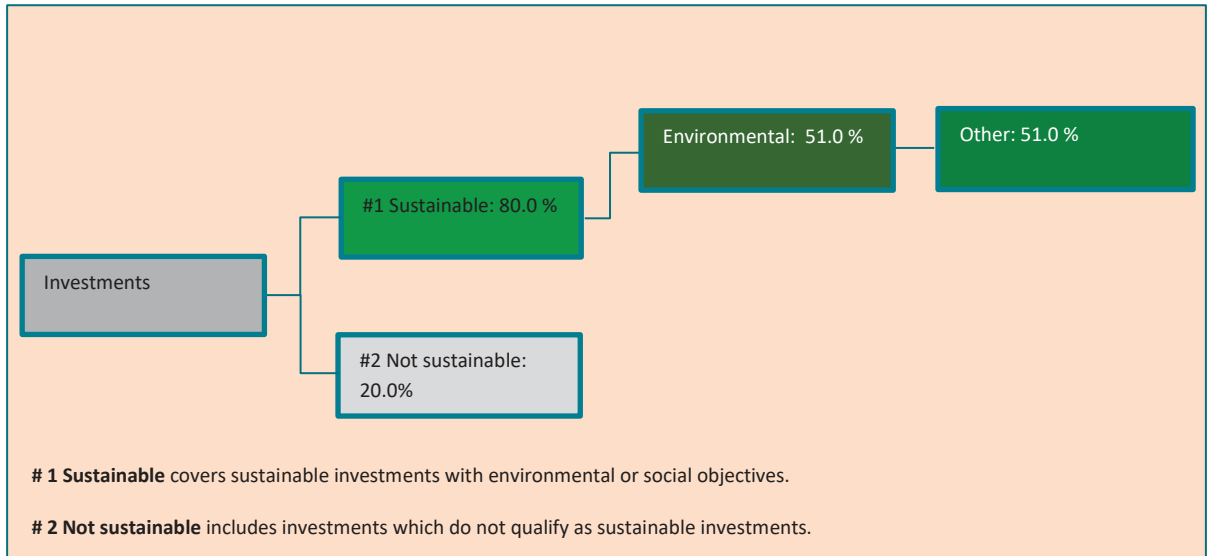 Environmental:  51.0 %
Other: 51.0 %
#1 Sustainable: 80.0 %
Investments
#2 Not sustainable:
20.0%
# 1 Sustainable covers sustainable investments with environmental or social objectives.
# 2 Not sustainable includes investments which do not qualify as sustainable investments.